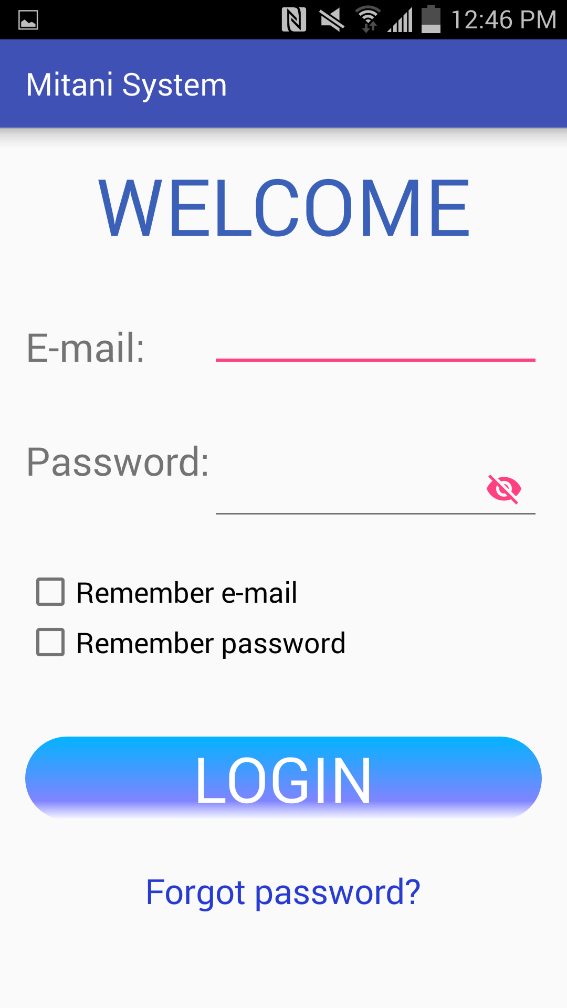 12:46 PM
Mitani System
WELCOME
E-mail:
Password:
Remember e-mail
Remember password
LOGIN
Forgot password?